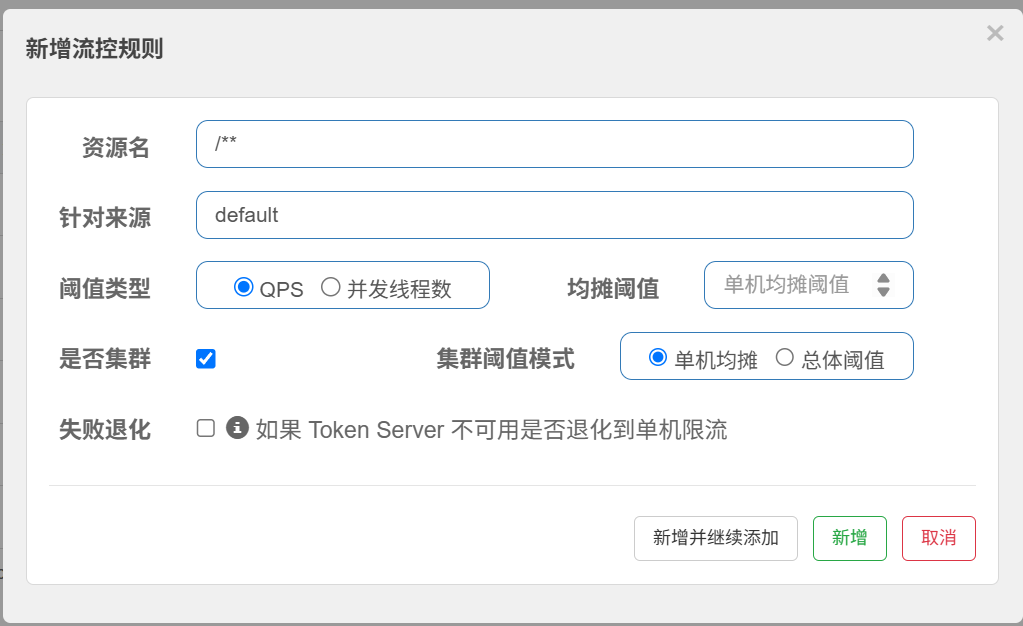 新增流控规则
×
资源名 /**
针对来源 default
阈值类型 QPS 并发线程数 均摊阈值 单机均摊阈值
是否集群 集群阈值模式 单机均摊 总体阈值
失败退化 如果 Token Server 不可用是否退化到单机限流
新增并继续添加 新增 取消